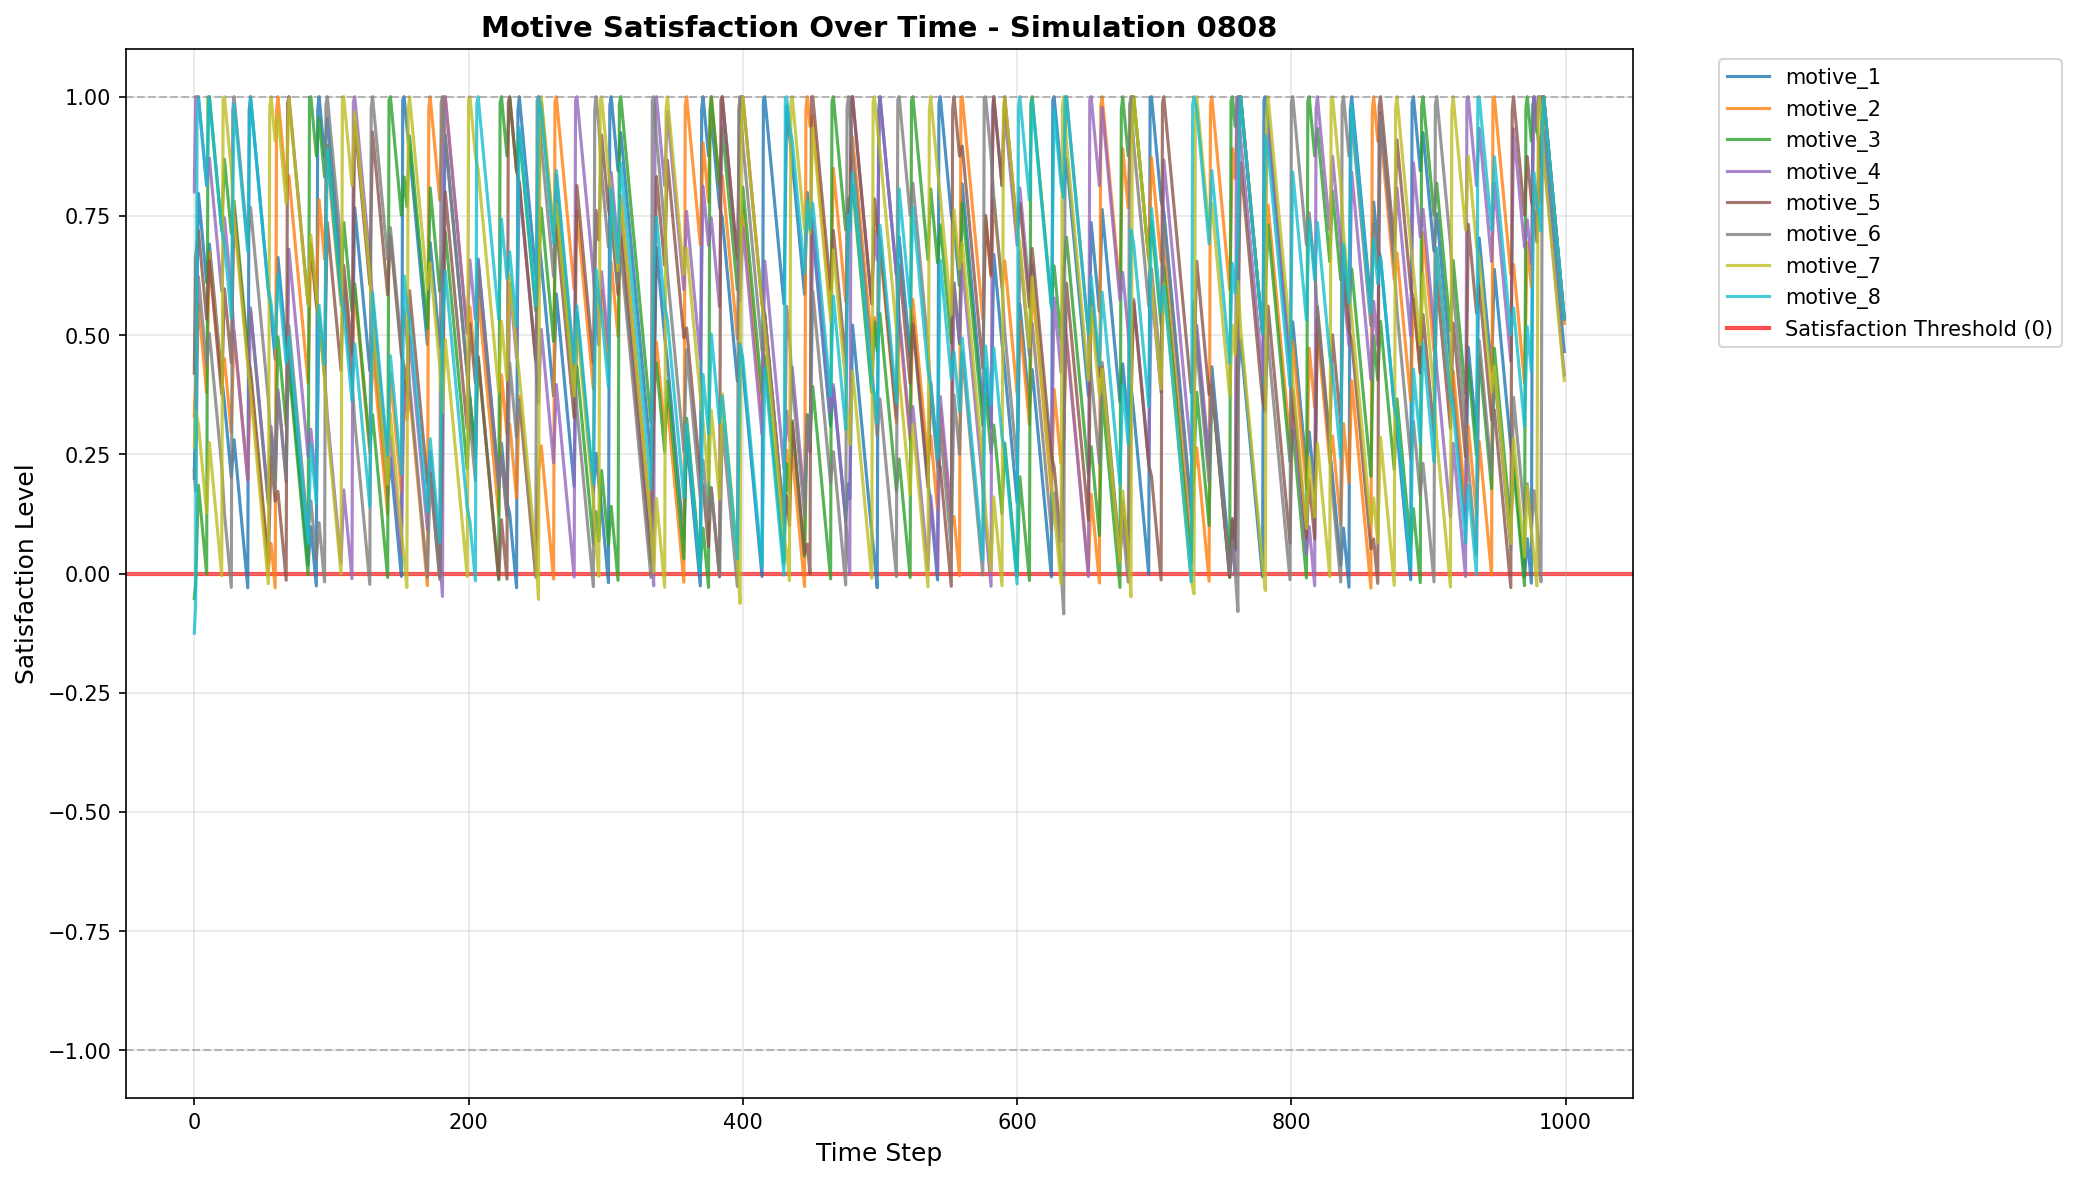 Motive Satisfaction Over Time - Simulation 0808
1.00
0.75
0.50
0.25
0.00
−0.25
−0.50
−0.75
−1.00
Satisfaction Level
0
200
400
600
800
1000
Time Step
motive_1
motive_2
motive_3
motive_4
motive_5
motive_6
motive_7
motive_8
Satisfaction Threshold (0)